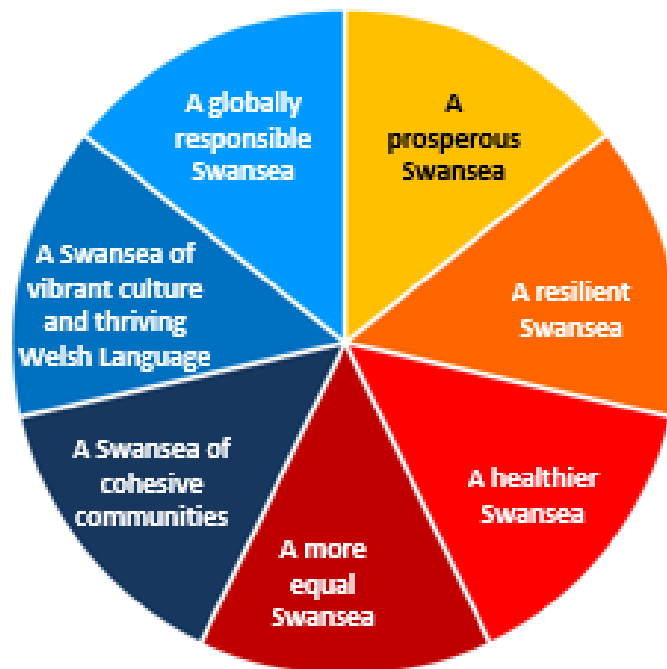 A
prosperous
Swansea
A resilient
Swansea
A healthier
Swansea
A more
equal
Swansea
A Swansea of
cohesive
communities
A Swansea of
vibrant culture
and thriving
Welsh Language
A globally
responsible
Swansea